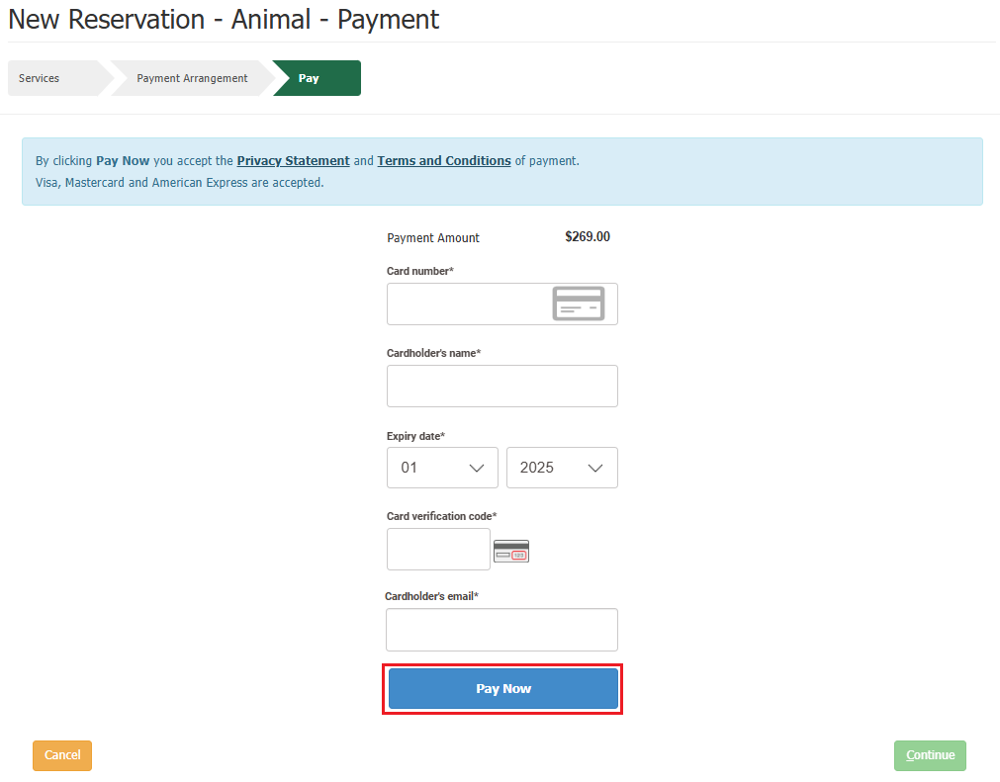 New Reservation - Animal - Payment
Services
Payment Arrangement
Pay
By clicking Pay Now you accept the Privacy Statement and Terms and Conditions of payment.
Visa, Mastercard and American Express are accepted.
Payment Amount $269.00
Card number*
Cardholder's name*
Expiry date*
01 2025
Card verification code*
Cardholder's email*
Pay Now
Cancel
Continue